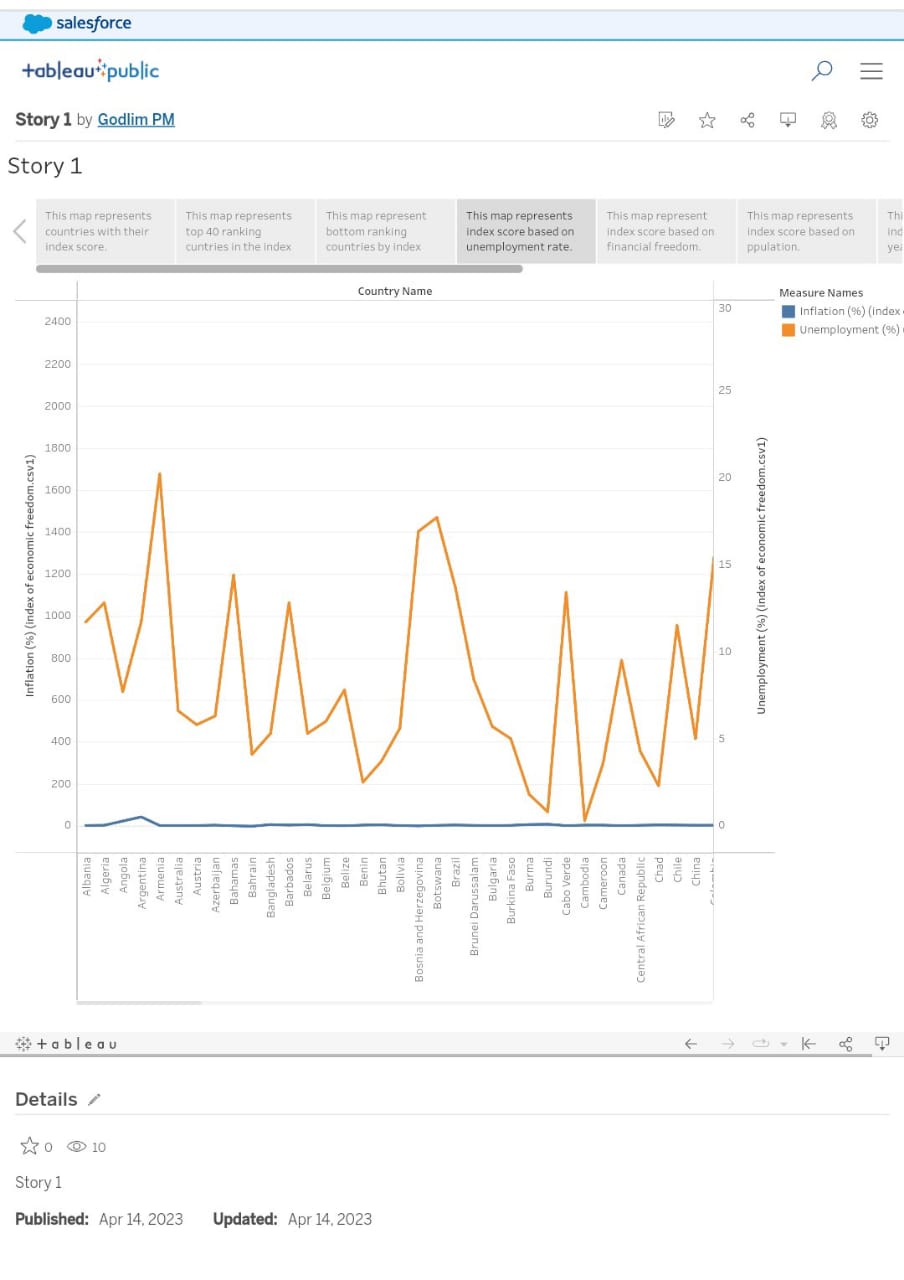 salesforce
+ableau public
Story 1 by Godlim PM
Story 1
This map represents
countries with their
index score.
This map represents
top 40 ranking
cuntries in the index
This map represent
bottom ranking
countries by index
This map represents
index score based on
unemployment rate.
This map represent
index score based on
financial freedom.
This map represents
index score based on
ppulation.
Country Name
Measure Names
Inflation (%) (index
Unemployment (%)
2400
2200
2000
1800
1600
1400
1200
1000
800
600
400
200
0
Inflation (%) (index of economic freedom.csv1)
30
25
20
15
10
5
0
Unemployment (%) (index of economic freedom.csv1)
Albania
Algeria
Angola
Argentina
Armenia
Australia
Austria
Azerbaijan
Bahamas
Bahrain
Bangladesh
Barbados
Belarus
Belgium
Belize
Benin
Bhutan
Bolivia
Bosnia and Herzegovina
Botswana
Brazil
Brunei Darussalam
Bulgaria
Burkina Faso
Burma
Burundi
Cabo Verde
Cambodia
Cameroon
Canada
Central African Republic
Chad
Chile
China
+ableau
Details
0 10
Story 1
Published: Apr 14, 2023 Updated: Apr 14, 2023